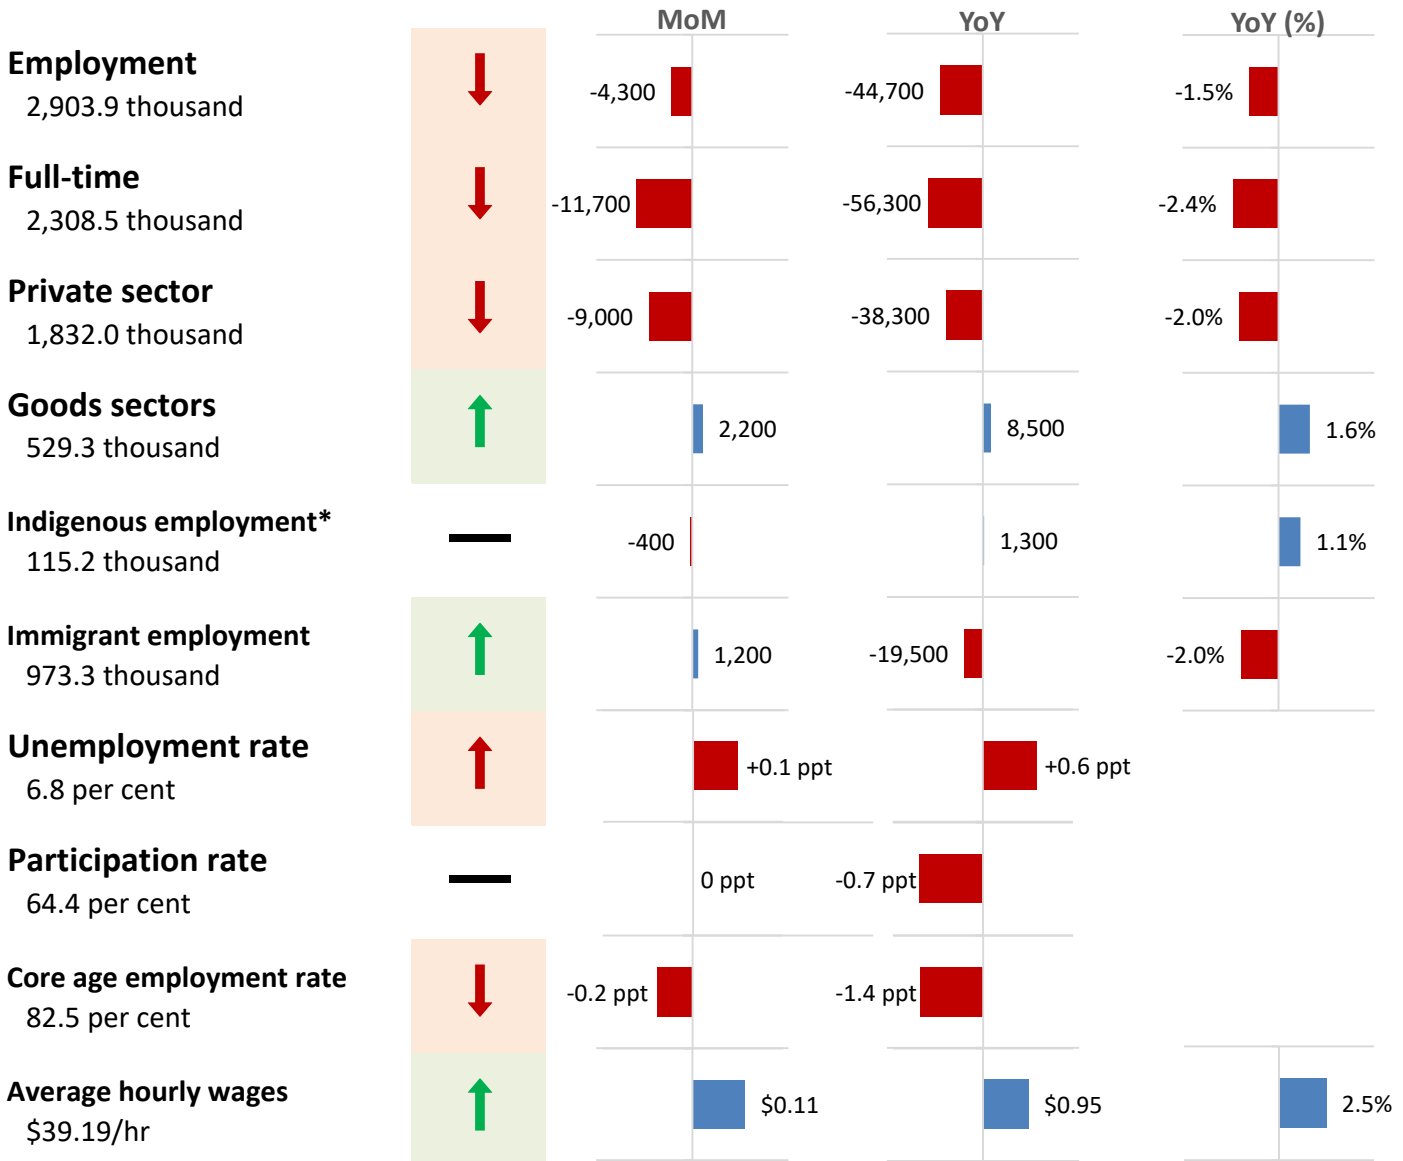 MoM YoY YoY (%)
Employment
2,903.9 thousand
-4,300 -44,700 -1.5%
Full-time
2,308.5 thousand
-11,700 -56,300 -2.4%
Private sector
1,832.0 thousand
-9,000 -38,300 -2.0%
Goods sectors
529.3 thousand
2,200 8,500 1.6%
Indigenous employment*
115.2 thousand
-400 1,300 1.1%
Immigrant employment
973.3 thousand
1,200 -19,500 -2.0%
Unemployment rate
6.8 per cent
+0.1 ppt +0.6 ppt
Participation rate
64.4 per cent
0 ppt -0.7 ppt
Core age employment rate
82.5 per cent
-0.2 ppt -1.4 ppt
Average hourly wages
$39.19/hr
$0.11 $0.95 2.5%